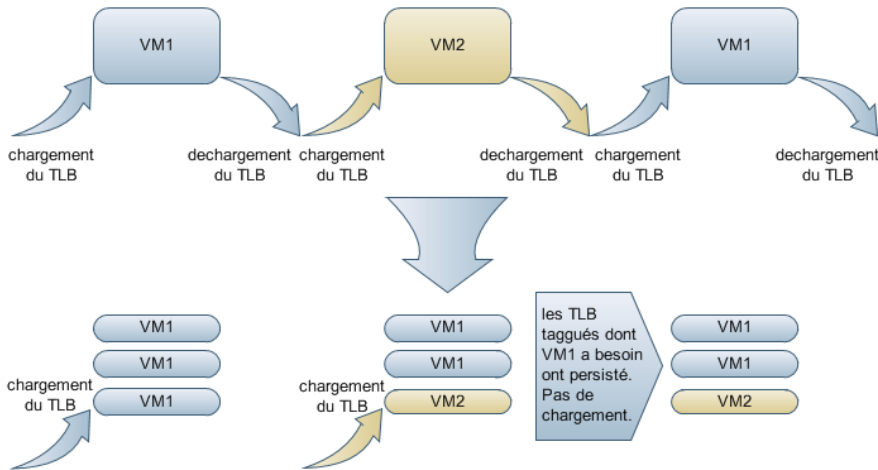 VM1
VM2
VM1
chargement
du TLB
dechargement
du TLB
chargement
du TLB
dechargement
du TLB
chargement
du TLB
dechargement
du TLB
VM1
VM1
chargement
du TLB
VM1
VM1
VM1
chargement
du TLB
VM2
les TLB
taggués dont
VM1 a besoin
ont persisté.
Pas de
chargement.
VM1
VM1
VM2